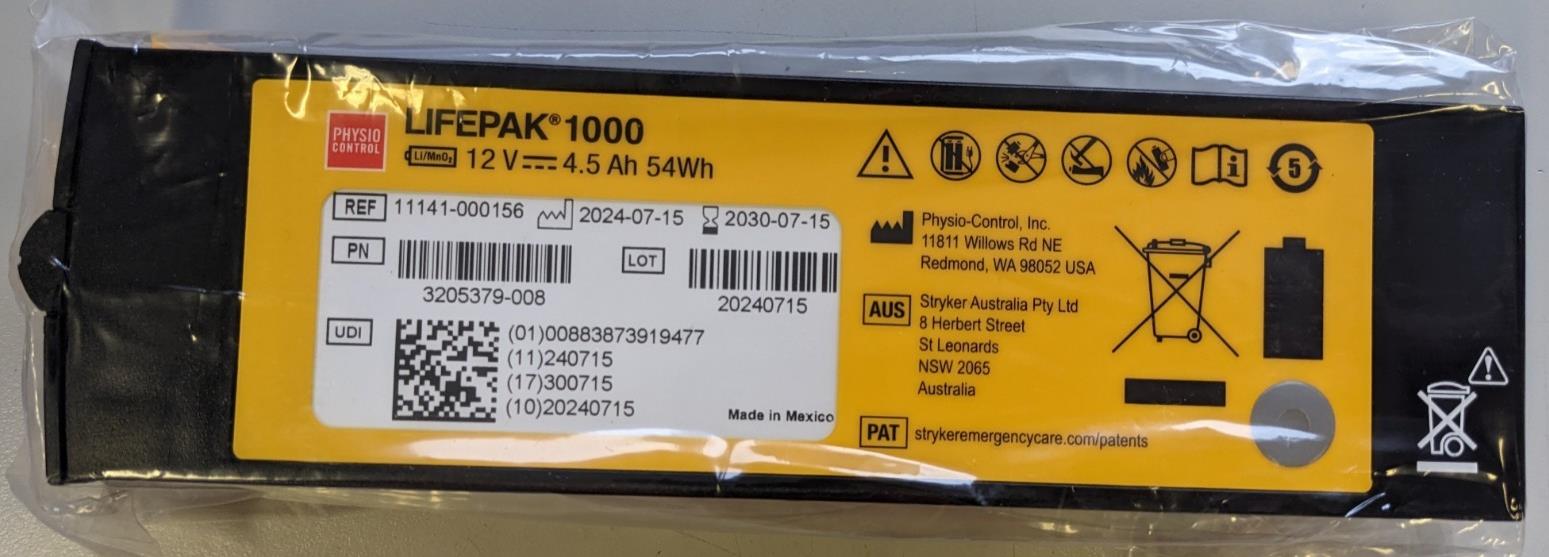 PHYSIO
CONTROL
LIFEPAK® 1000
Li/MnO₂ 12 V 4.5 Ah 54Wh
REF 11141-000156 2024-07-15 2030-07-15
PN LOT
3205379-008 20240715
UDI (01)00883873919477
(11)240715
(17)300715
(10)20240715
Made in Mexico
5
Physio-Control, Inc.
11811 Willows Rd NE
Redmond, WA 98052 USA
AUS Stryker Australia Pty Ltd
8 Herbert Street
St Leonards
NSW 2065
Australia
PAT strykeremergencycare.com/patents